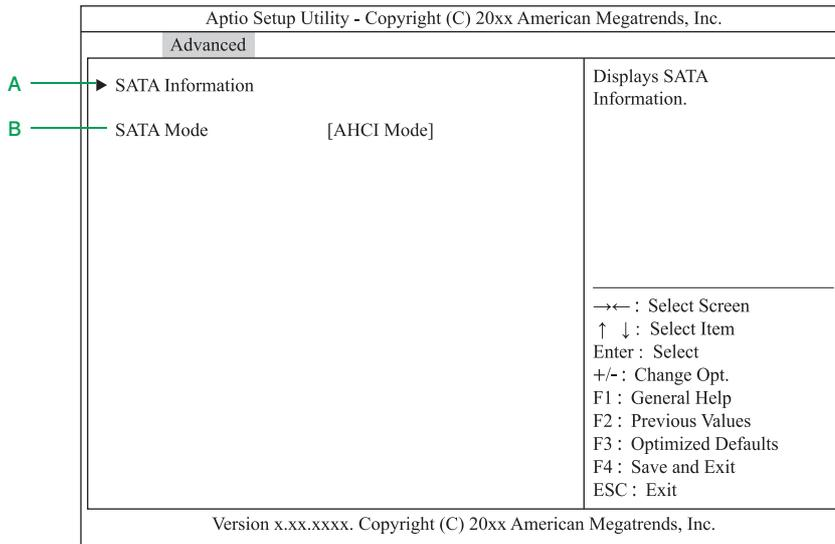 Aptio Setup Utility - Copyright (C) 20xx American Megatrends, Inc.
Advanced
A
▶ SATA Information
B
SATA Mode [AHCI Mode]
Displays SATA
Information.
→←: Select Screen
↑ ↓: Select Item
Enter : Select
+/-: Change Opt.
F1: General Help
F2: Previous Values
F3: Optimized Defaults
F4: Save and Exit
ESC: Exit
Version x.xx.xxxx. Copyright (C) 20xx American Megatrends, Inc.